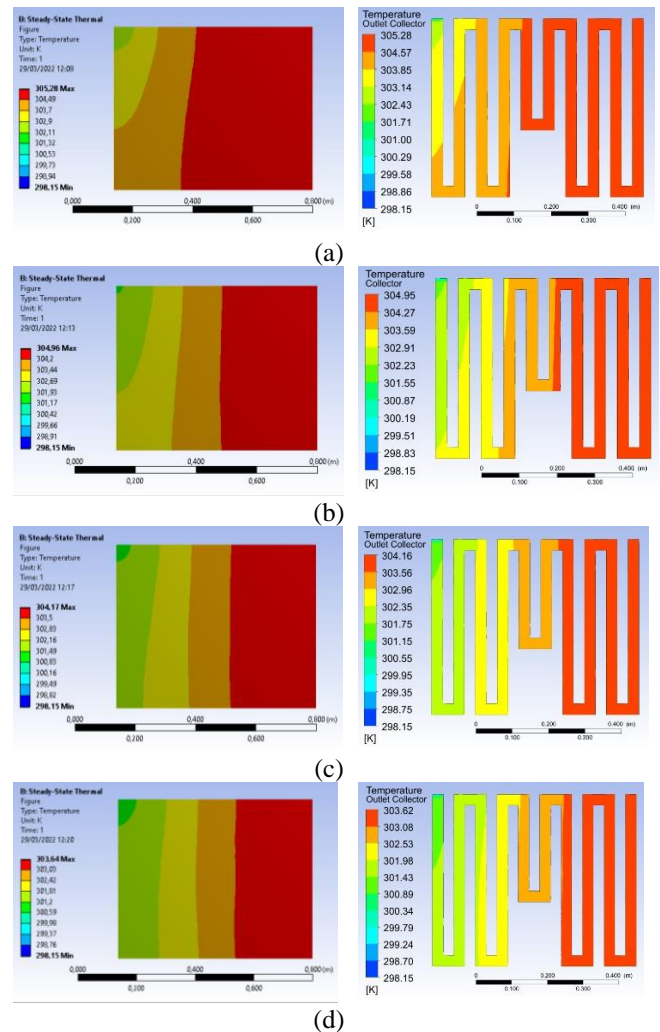 B: Steady-State Thermal
Figure
Type: Temperature
Unit: K
Time: 1
29/03/2022 12:08
305,28 Max
304,49
303,7
302,9
302,11
301,32
300,53
299,73
298,94
298,15 Min
0,000
0,400
0,800 (m)
0,200
0,600
Temperature
Outlet Collector
305.28
304.57
303.85
303.14
302.43
301.71
301.00
300.29
299.58
298.86
298.15
[K]
0
0.200
0.400 (m)
0.100
0.300
(a)
B: Steady-State Thermal
Figure
Type: Temperature
Unit: K
Time: 1
29/03/2022 12:13
304,96 Max
304,2
303,44
302,69
301,93
301,17
300,42
299,66
298,91
298,15 Min
0,000
0,400
0,800 (m)
0,200
0,600
Temperature
Collector
304.95
304.27
303.59
302.91
302.23
301.55
300.87
300.19
299.51
298.83
298.15
[K]
0
0.200
0.400 (m)
0.100
0.300
(b)
B: Steady-State Thermal
Figure
Type: Temperature
Unit: K
Time: 1
29/03/2022 12:17
304,17 Max
303,5
302,83
302,16
301,49
300,83
300,16
299,49
298,82
298,15 Min
0,000
0,400
0,800 (m)
0,200
0,600
Temperature
Outlet Collector
304.16
303.56
302.96
302.35
301.75
301.15
300.55
299.95
299.35
298.75
298.15
[K]
0
0.200
0.400 (m)
0.100
0.300
(c)
B: Steady-State Thermal
Figure
Type: Temperature
Unit: K
Time: 1
29/03/2022 12:20
303,64 Max
303,03
302,42
301,81
301,2
300,59
299,98
299,37
298,76
298,15 Min
0,000
0,400
0,800 (m)
0,200
0,600
Temperature
Outlet Collector
303.62
303.08
302.53
301.98
301.43
300.89
300.34
299.79
299.24
298.70
298.15
[K]
0
0.200
0.400 (m)
0.100
0.300
(d)